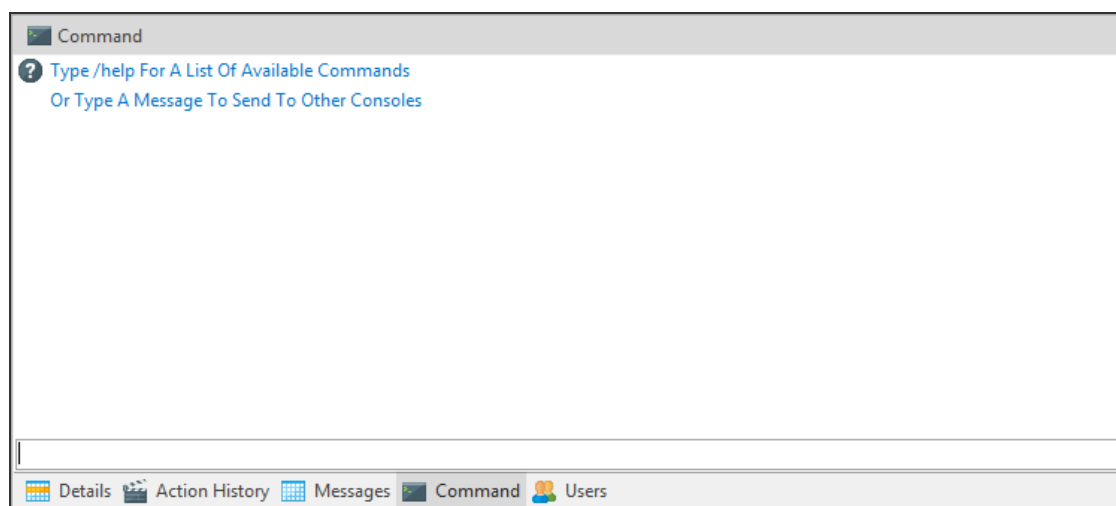 Command
Type /help For A List Of Available Commands
Or Type A Message To Send To Other Consoles
Details Action History Messages Command Users